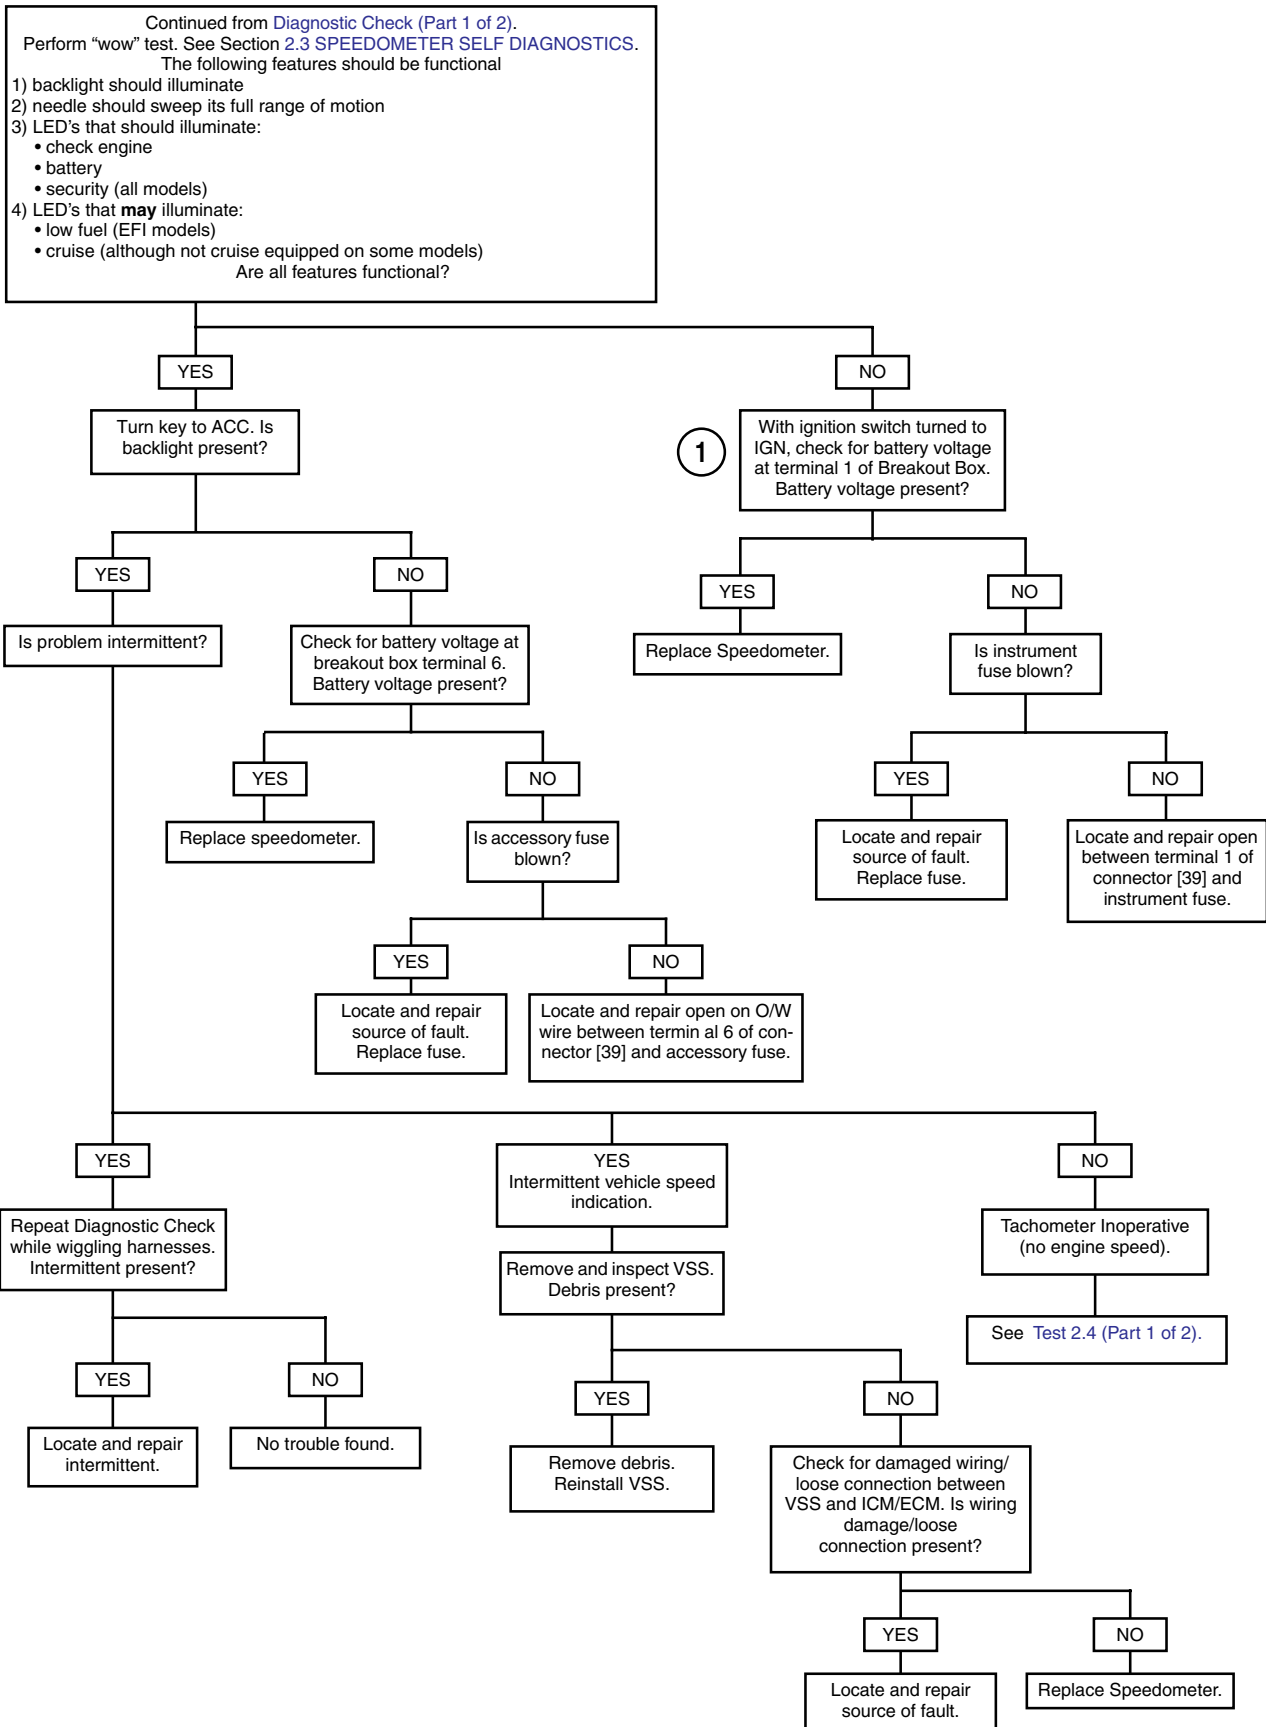 Continued from Diagnostic Check (Part 1 of 2).
Perform “wow” test. See Section 2.3 SPEEDOMETER SELF DIAGNOSTICS.
The following features should be functional
1) backlight should illuminate
2) needle should sweep its full range of motion
3) LED’s that should illuminate:
• check engine
• battery
• security (all models)
4) LED’s that may illuminate:
• low fuel (EFI models)
• cruise (although not cruise equipped on some models)
Are all features functional?
YES
NO
Turn key to ACC. Is
backlight present?
1
With ignition switch turned to
IGN, check for battery voltage
at terminal 1 of Breakout Box.
Battery voltage present?
YES
NO
YES
NO
Is problem intermittent?
Check for battery voltage at
breakout box terminal 6.
Battery voltage present?
Replace Speedometer.
Is instrument
fuse blown?
YES
NO
YES
NO
Replace speedometer.
Is accessory fuse
blown?
Locate and repair
source of fault.
Replace fuse.
Locate and repair open
between terminal 1 of
connector [39] and
instrument fuse.
YES
NO
Locate and repair
source of fault.
Replace fuse.
Locate and repair open on O/W
wire between termin al 6 of con-
nector [39] and accessory fuse.
YES
YES
Intermittent vehicle speed
indication.
NO
Repeat Diagnostic Check
while wiggling harnesses.
Intermittent present?
Remove and inspect VSS.
Debris present?
Tachometer Inoperative
(no engine speed).
See Test 2.4 (Part 1 of 2).
YES
NO
YES
NO
Locate and repair
intermittent.
No trouble found.
Remove debris.
Reinstall VSS.
Check for damaged wiring/
loose connection between
VSS and ICM/ECM. Is wiring
damage/loose
connection present?
YES
NO
Locate and repair
source of fault.
Replace Speedometer.